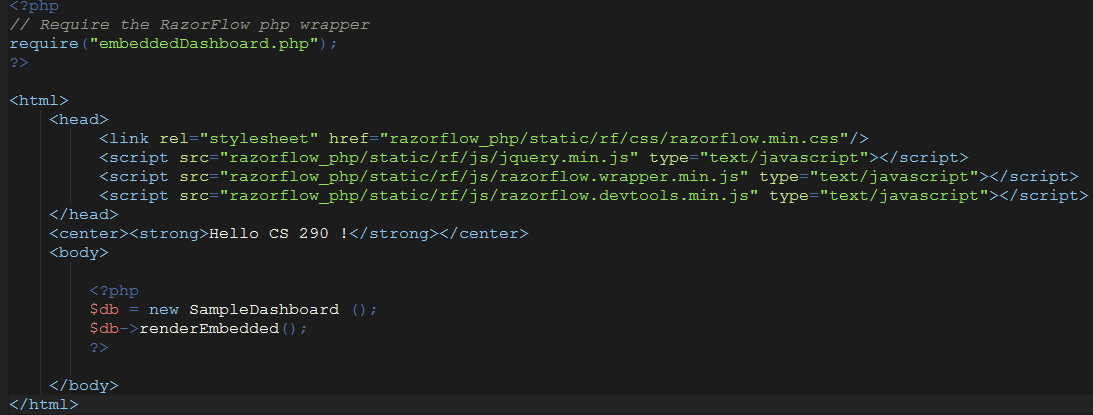 <?php
// Require the RazorFlow php wrapper
require("embeddedDashboard.php");
?>
<html>
<head>
<link rel="stylesheet" href="razorflow_php/static/rf/css/razorflow.min.css"/>
<script src="razorflow_php/static/rf/js/jquery.min.js" type="text/javascript"></script>
<script src="razorflow_php/static/rf/js/razorflow.wrapper.min.js" type="text/javascript"></script>
<script src="razorflow_php/static/rf/js/razorflow.devtools.min.js" type="text/javascript"></script>
</head>
<center><strong>Hello CS 290 !</strong></center>
<body>
<?php
$db = new SampleDashboard ();
$db->renderEmbedded();
?>
</body>
</html>